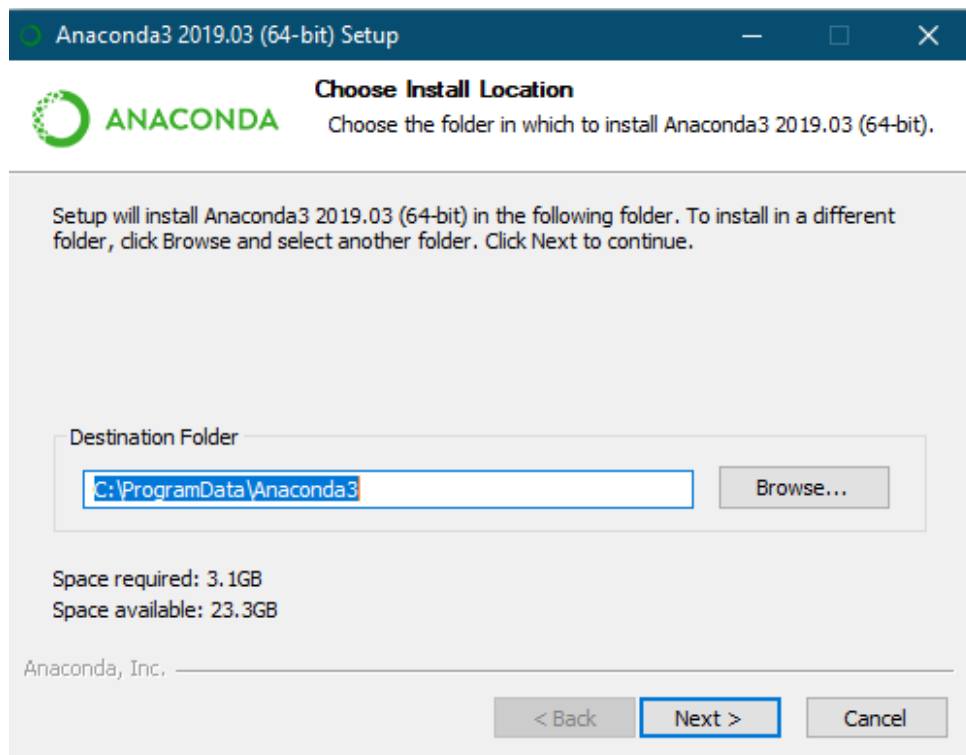 Anaconda3 2019.03 (64-bit) Setup
ANACONDA
Choose Install Location
Choose the folder in which to install Anaconda3 2019.03 (64-bit).
Setup will install Anaconda3 2019.03 (64-bit) in the following folder. To install in a different
folder, click Browse and select another folder. Click Next to continue.
Destination Folder
C:\ProgramData\Anaconda3
Browse...
Space required: 3.1GB
Space available: 23.3GB
Anaconda, Inc.
< Back
Next >
Cancel